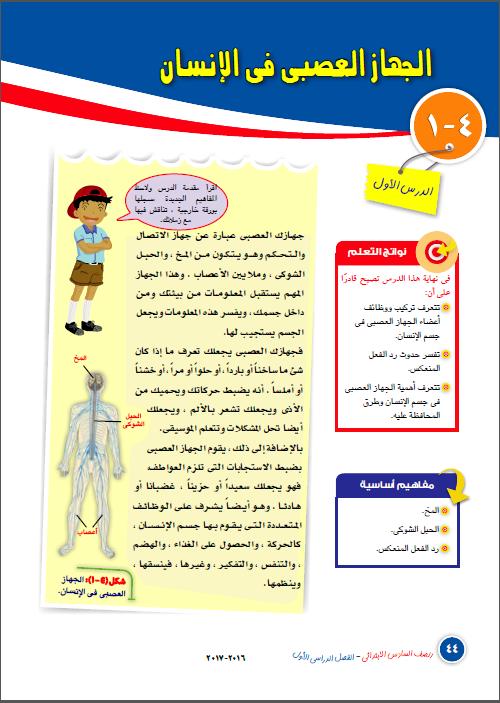 الجهاز العصبى فى الإنسان
٤-١
الدرس الأول
اقرأ مقدمة الدرس ولاحظ
المفاهيم الجديدة وسجلها
بورقة خارجية ، تناقش فيها
مع زملائك.
جهازك العصبى عبارة عن جهاز الاتصال
والتحكم وهو يتكون من المخ، والحبل
الشوكى ، وملايين الأعصاب . وهذا الجهاز
المهم يستقبل المعلومات من بيئتك ومن
داخل جسمك، ويفسر هذه المعلومات ويجعل
الجسم يستجيب لها.
فجهازك العصبى يجعلك تعرف ما إذا كان
شئ ما ساخناً أو بارداً ، أو حلواً أو مراً، أو خشناً
أو أملساً . أنه يضبط حركاتك ويحميك من
الأذى ويجعلك تشعر بالألم ، ويجعلك
أيضاً تحل المشكلات وتتعلم الموسيقى.
بالإضافة إلى ذلك ، يقوم الجهاز العصبى
بضبط الاستجابات التى تلزم العواطف
فهو يجعلك سعيداً أو حزيناً ، غضبانا أو
هادئا . وهو أيضاً يشرف على الوظائف
المتعددة التى يقوم بها جسم الإنسان ،
كالحركة ، والحصول على الغذاء ، والهضم
، والتنفس ، والتفكير ، وغيرها ، فينسقها ،
وينظمها.
المخ
الحبل
الشوكى
أعصاب
شكل(٤-١): الجهاز
العصبى فى الإنسان.
نواتج التعلم
فى نهاية هذا الدرس تصبح قادرًا
على أن:
تتعرف تركيب ووظائف
أعضاء الجهاز العصبى فى
جسم الإنسان.
تفسر حدوث رد الفعل
المنعكس.
تتعرف أهمية الجهاز العصبى
فى جسم الإنسان وطرق
المحافظة عليه.
مفاهيم أساسية
المخ.
الحبل الشوكى.
رد الفعل المنعكس.
٤٤
الصف السادس الابتدائى - الفصل الدراسى الأول
٢٠١٦-٢٠١٧